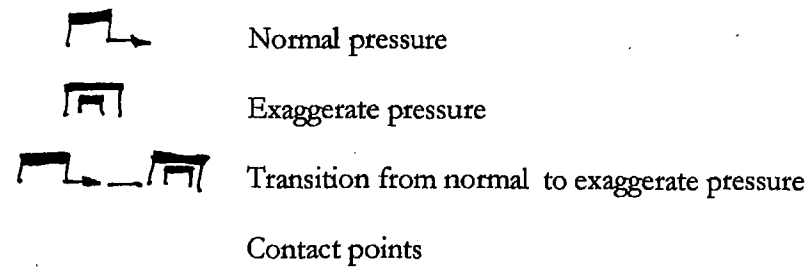 Normal pressure
Exaggerate pressure
Transition from normal to exaggerate pressure
Contact points